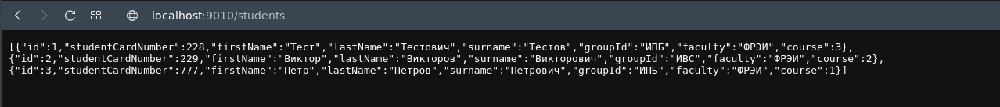 localhost:9010/students
[{"id":1,"studentCardNumber":228,"firstName":"Тест","lastName":"Тестович","surname":"Тестов","groupId":"ИПБ","faculty":"ФРЭИ","course":3},
{"id":2,"studentCardNumber":229,"firstName":"Виктор","lastName":"Викторов","surname":"Викторович","groupId":"ИВС","faculty":"ФРЭИ","course":2},
{"id":3,"studentCardNumber":777,"firstName":"Петр","lastName":"Петров","surname":"Петрович","groupId":"ИПБ","faculty":"ФРЭИ","course":1}]